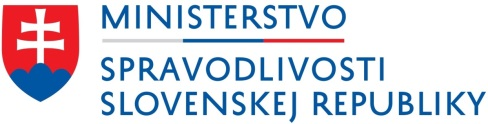 MINISTERSTVO
SPRAVODLIVOSTI
SLOVENSKEJ REPUBLIKY